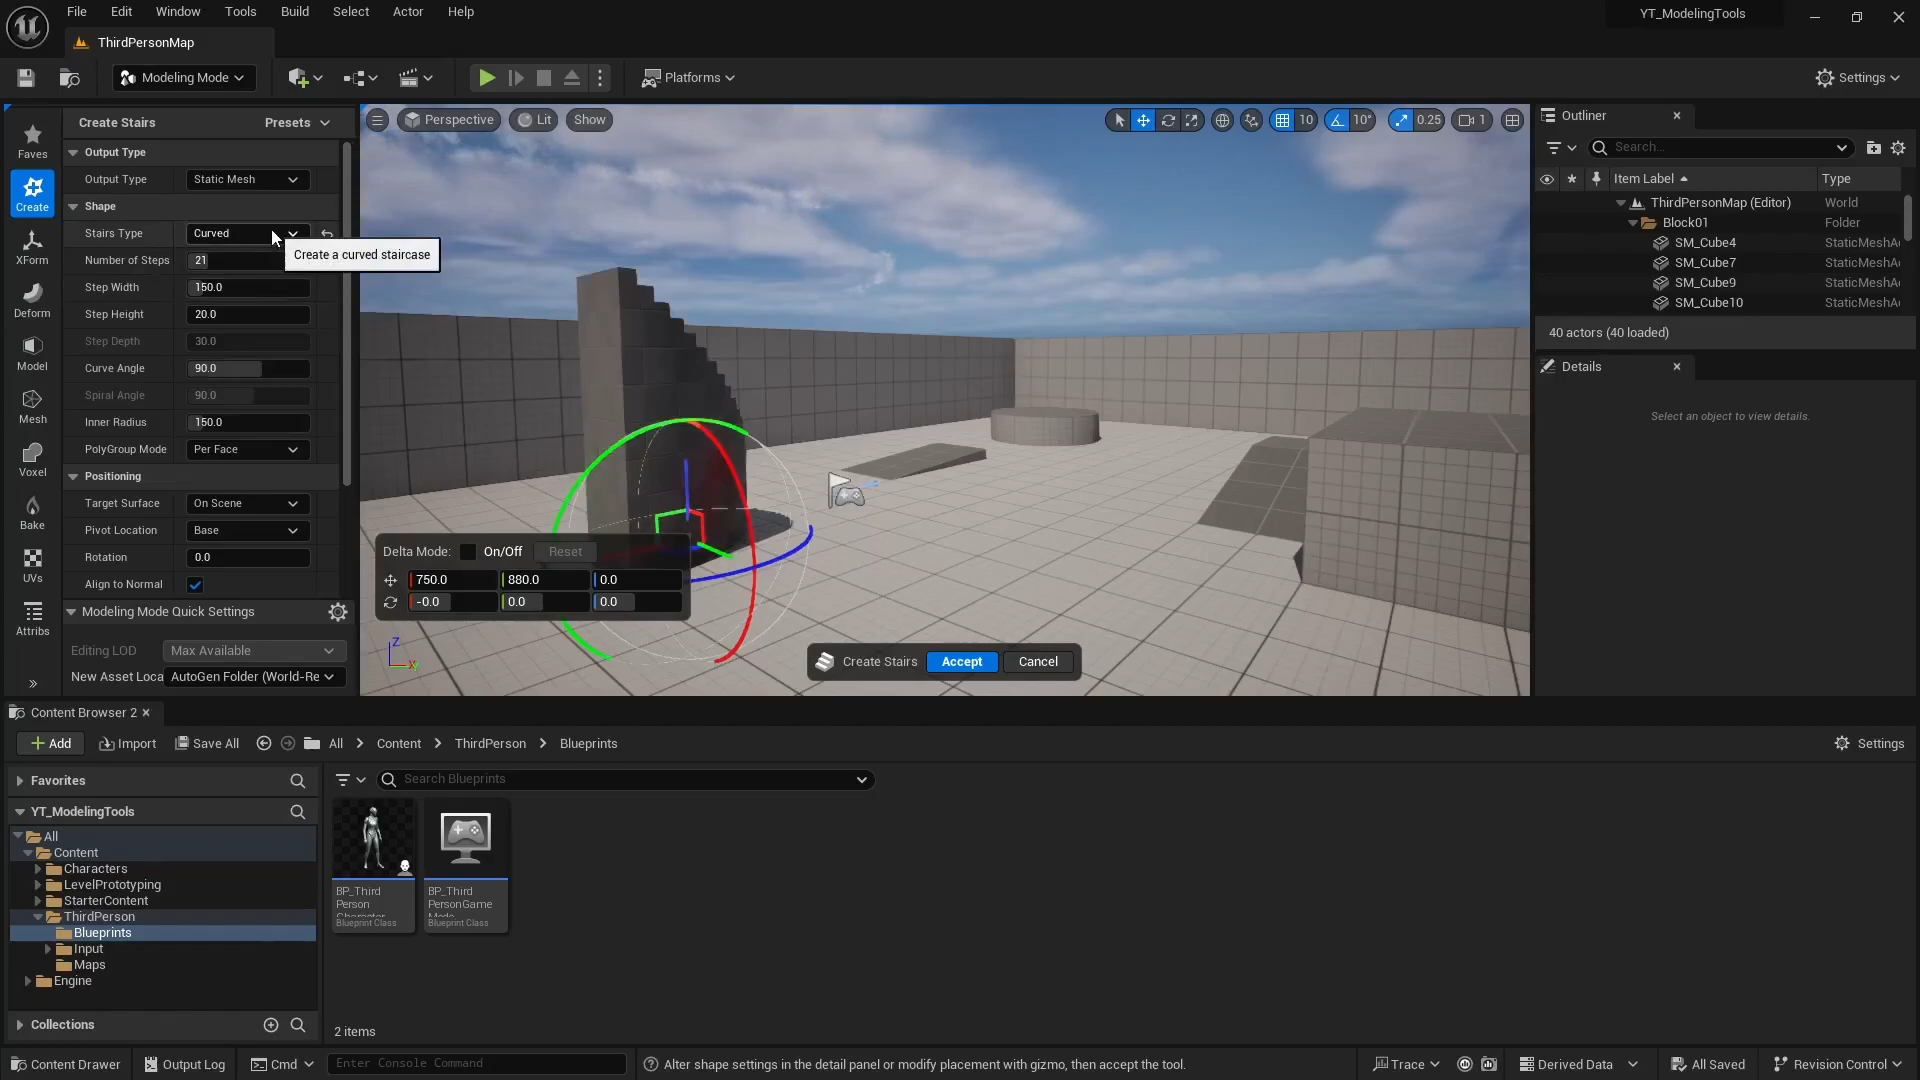 File Edit Window Tools Build Select Actor Help
YT_ModelingTools
ThirdPersonMap
Modeling Mode
Platforms
Settings
Create Stairs
Presets
Output Type
Output Type
Static Mesh
Shape
Stairs Type
Curved
Create a curved staircase
Number of Steps
21
Step Width
150.0
Step Height
20.0
Step Depth
30.0
Curve Angle
90.0
Spiral Angle
90.0
Inner Radius
150.0
PolyGroup Mode
Per Face
Positioning
Target Surface
On Scene
Pivot Location
Base
Rotation
0.0
Align to Normal
Modeling Mode Quick Settings
Editing LOD
Max Available
New Asset Loca
AutoGen Folder (World-Re
Faves
Create
XForm
Deform
Model
Mesh
Voxel
Bake
UVs
Attribs
Perspective
Lit
Show
10
10°
0.25
1
Delta Mode:
On/Off
Reset
750.0
880.0
0.0
-0.0
0.0
0.0
Z
X
Create Stairs
Accept
Cancel
Outliner
Search...
Item Label
Type
ThirdPersonMap (Editor)
World
Block01
Folder
SM_Cube4
StaticMeshA
SM_Cube7
StaticMeshA
SM_Cube9
StaticMeshA
SM_Cube10
StaticMeshA
40 actors (40 loaded)
Details
Select an object to view details.
Content Browser 2
Add
Import
Save All
All
Content
ThirdPerson
Blueprints
Settings
Favorites
YT_ModelingTools
All
Content
Characters
LevelPrototyping
StarterContent
ThirdPerson
Blueprints
Input
Maps
Engine
Collections
Search Blueprints
BP_Third
Person
Character
Blueprint Class
BP_Third
PersonGame
Mode
Blueprint Class
2 items
Content Drawer
Output Log
Cmd
Enter Console Command
Alter shape settings in the detail panel or modify placement with gizmo, then accept the tool.
Trace
Derived Data
All Saved
Revision Control